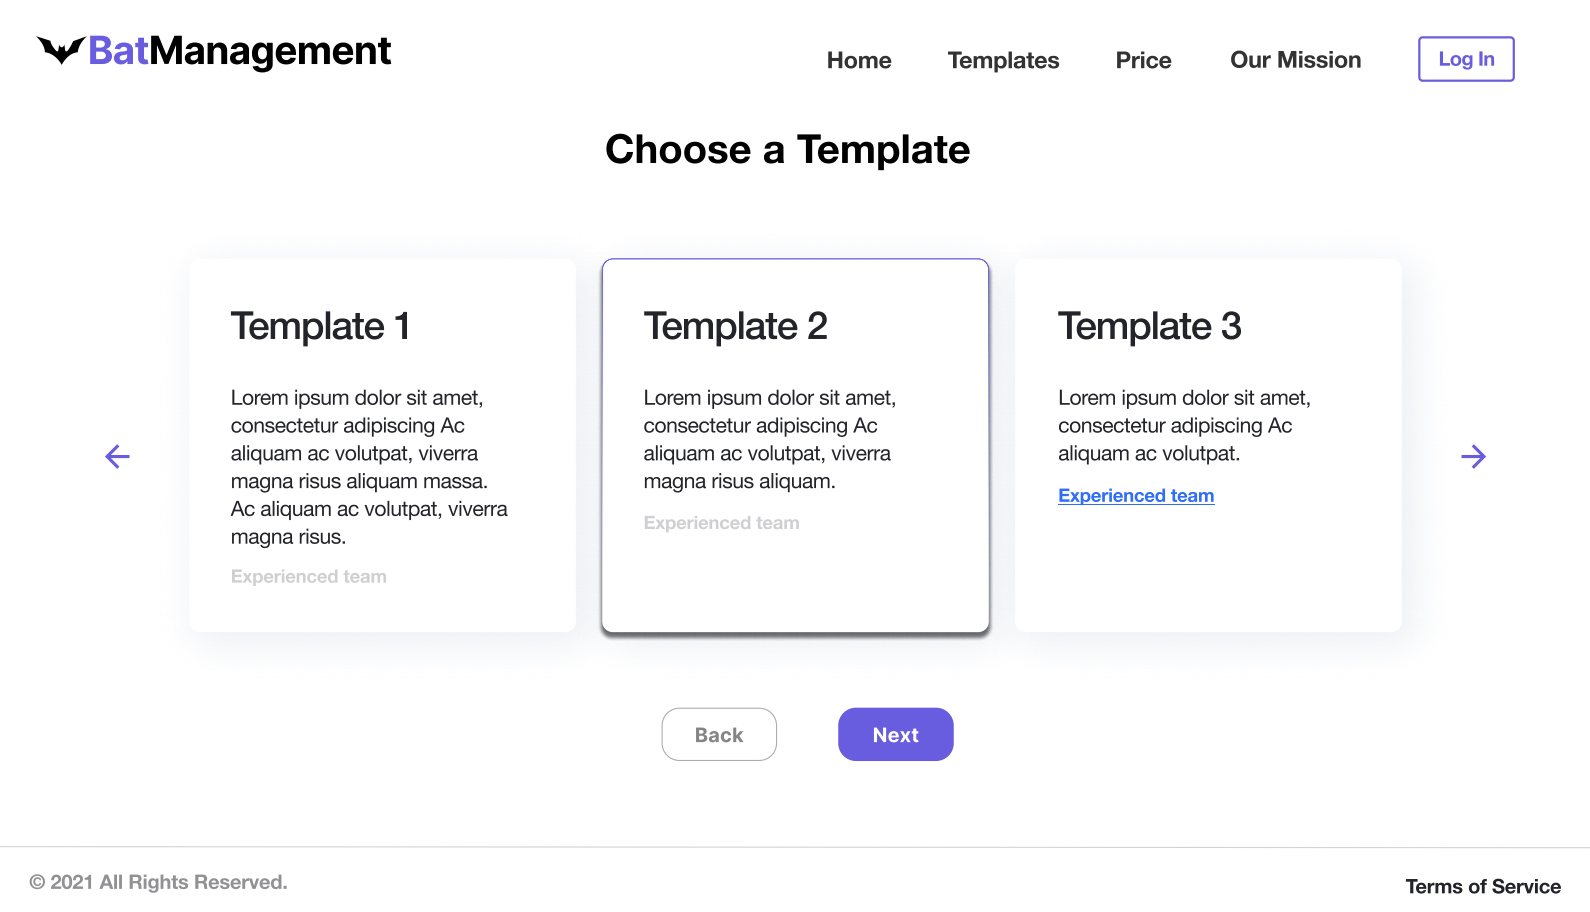 BatManagement
Home
Templates
Price
Our Mission
Log In
Choose a Template
Template 1
Lorem ipsum dolor sit amet,
consectetur adipiscing Ac
aliquam ac volutpat, viverra
magna risus aliquam massa.
Ac aliquam ac volutpat, viverra
magna risus.
Experienced team
Template 2
Lorem ipsum dolor sit amet,
consectetur adipiscing Ac
aliquam ac volutpat, viverra
magna risus aliquam.
Experienced team
Template 3
Lorem ipsum dolor sit amet,
consectetur adipiscing Ac
aliquam ac volutpat.
Experienced team
Back
Next
© 2021 All Rights Reserved.
Terms of Service